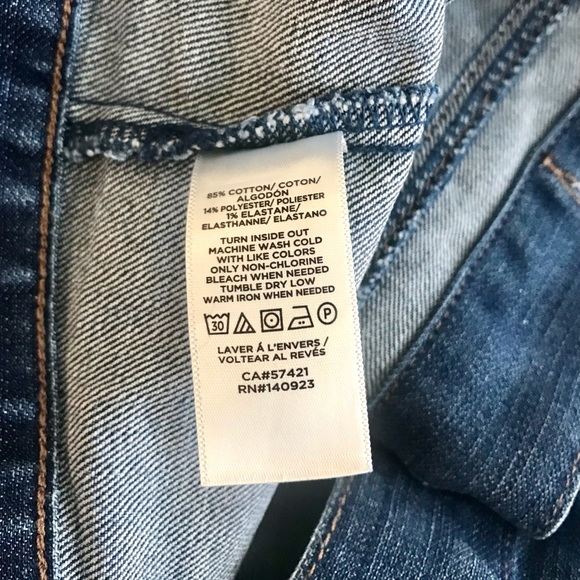 85% COTTON/ COTON/
ALGODÓN
14% POLYESTER/ POLIESTER
1% ELASTANE/
ELASTHANNE/ ELASTANO
TURN INSIDE OUT
MACHINE WASH COLD
WITH LIKE COLORS
ONLY NON-CHLORINE
BLEACH WHEN NEEDED
TUMBLE DRY LOW
WARM IRON WHEN NEEDED
30 P
LAVER Á L'ENVERS /
VOLTEAR AL REVÉS
CA#57421
RN#140923